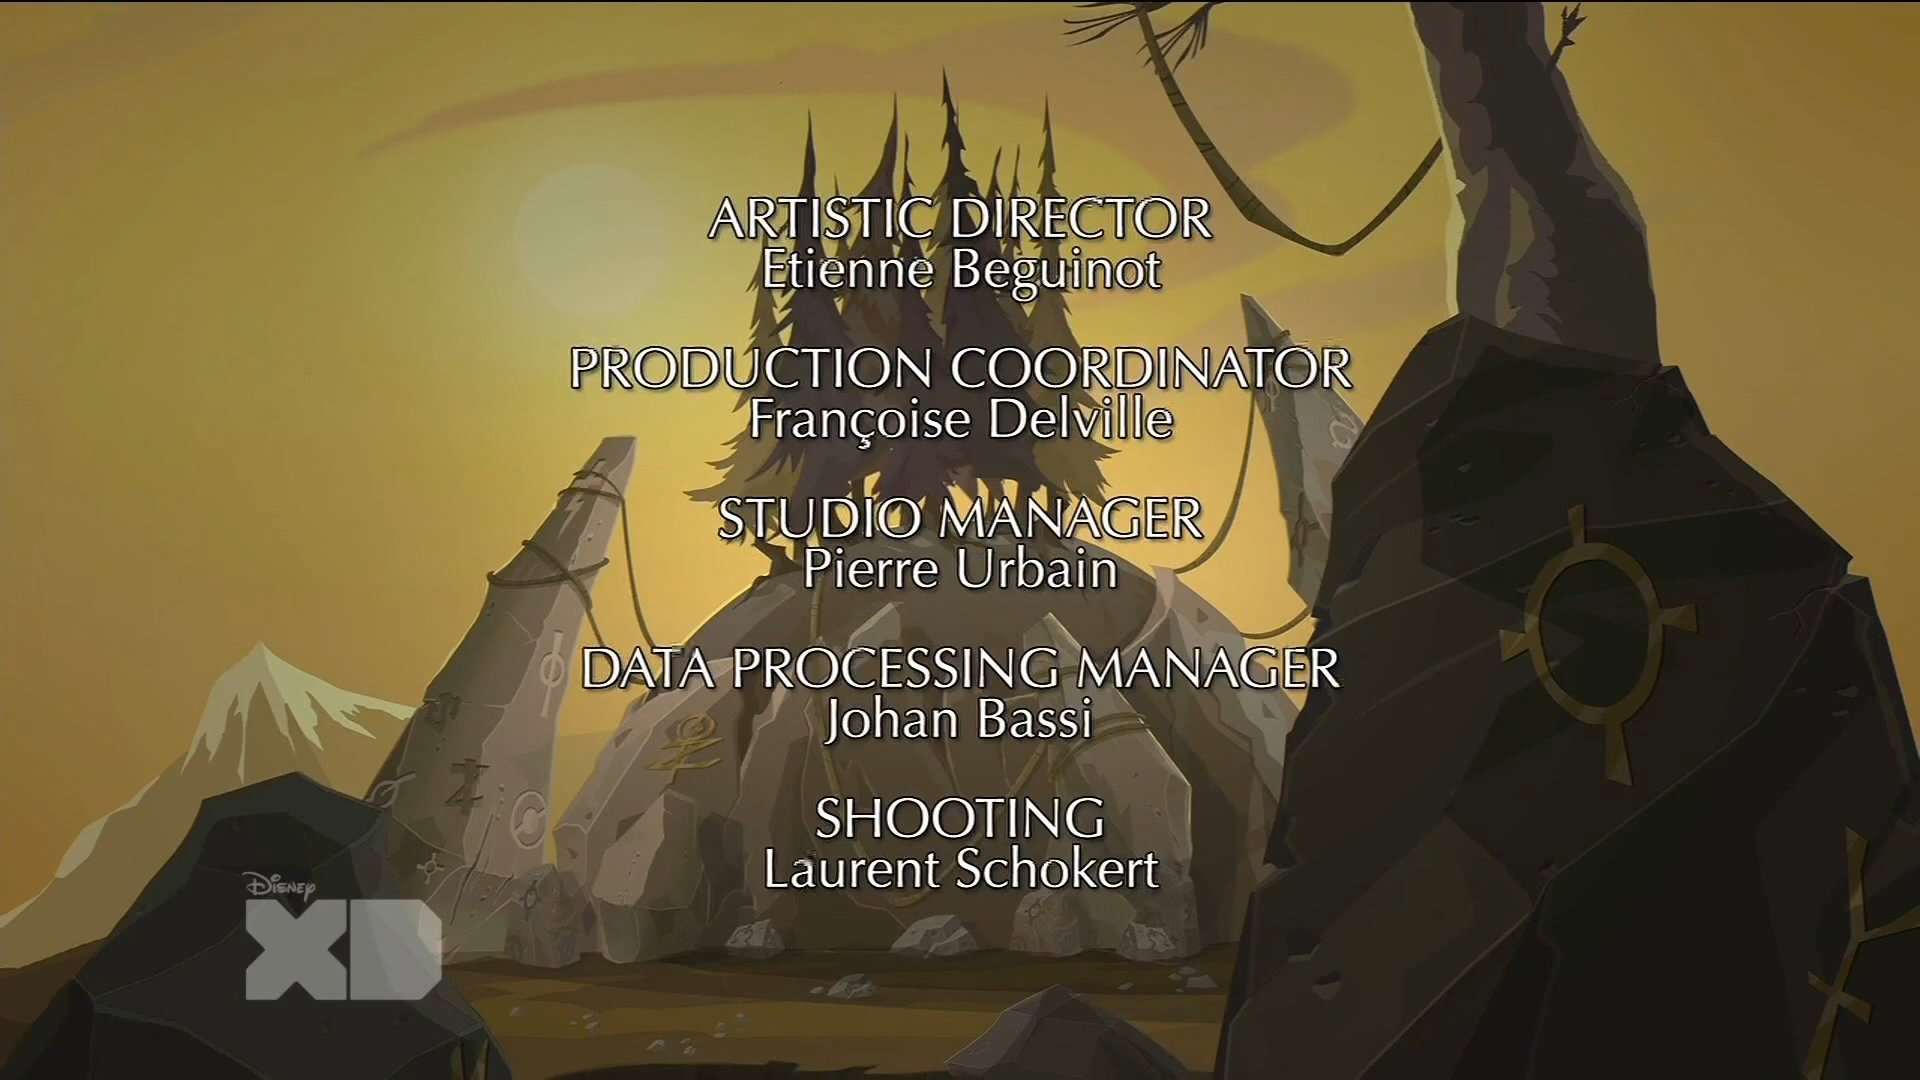 ARTISTIC DIRECTOR
Etienne Beguinot
PRODUCTION COORDINATOR
Françoise Delville
STUDIO MANAGER
Pierre Urbain
DATA PROCESSING MANAGER
Johan Bassi
SHOOTING
Laurent Schokert
DISNEY
XD